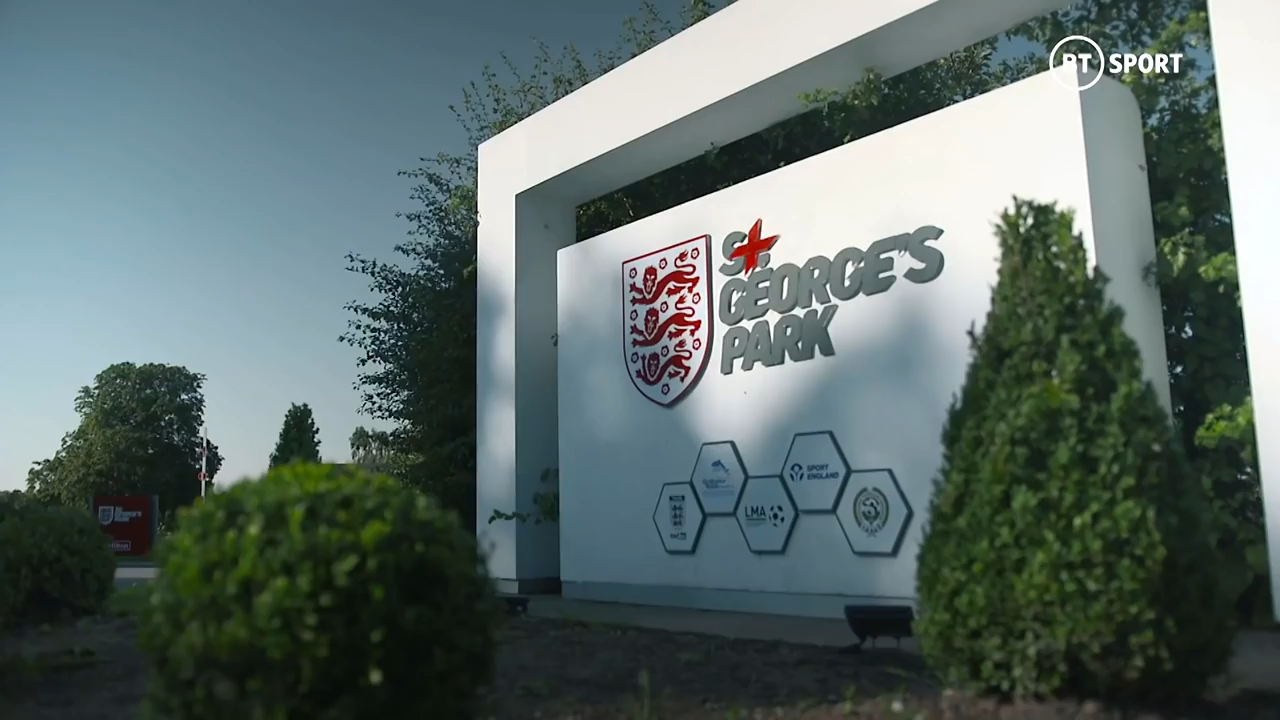 BT SPORT
St.
GEORGE'S
PARK
SPORT
ENGLAND
LMA